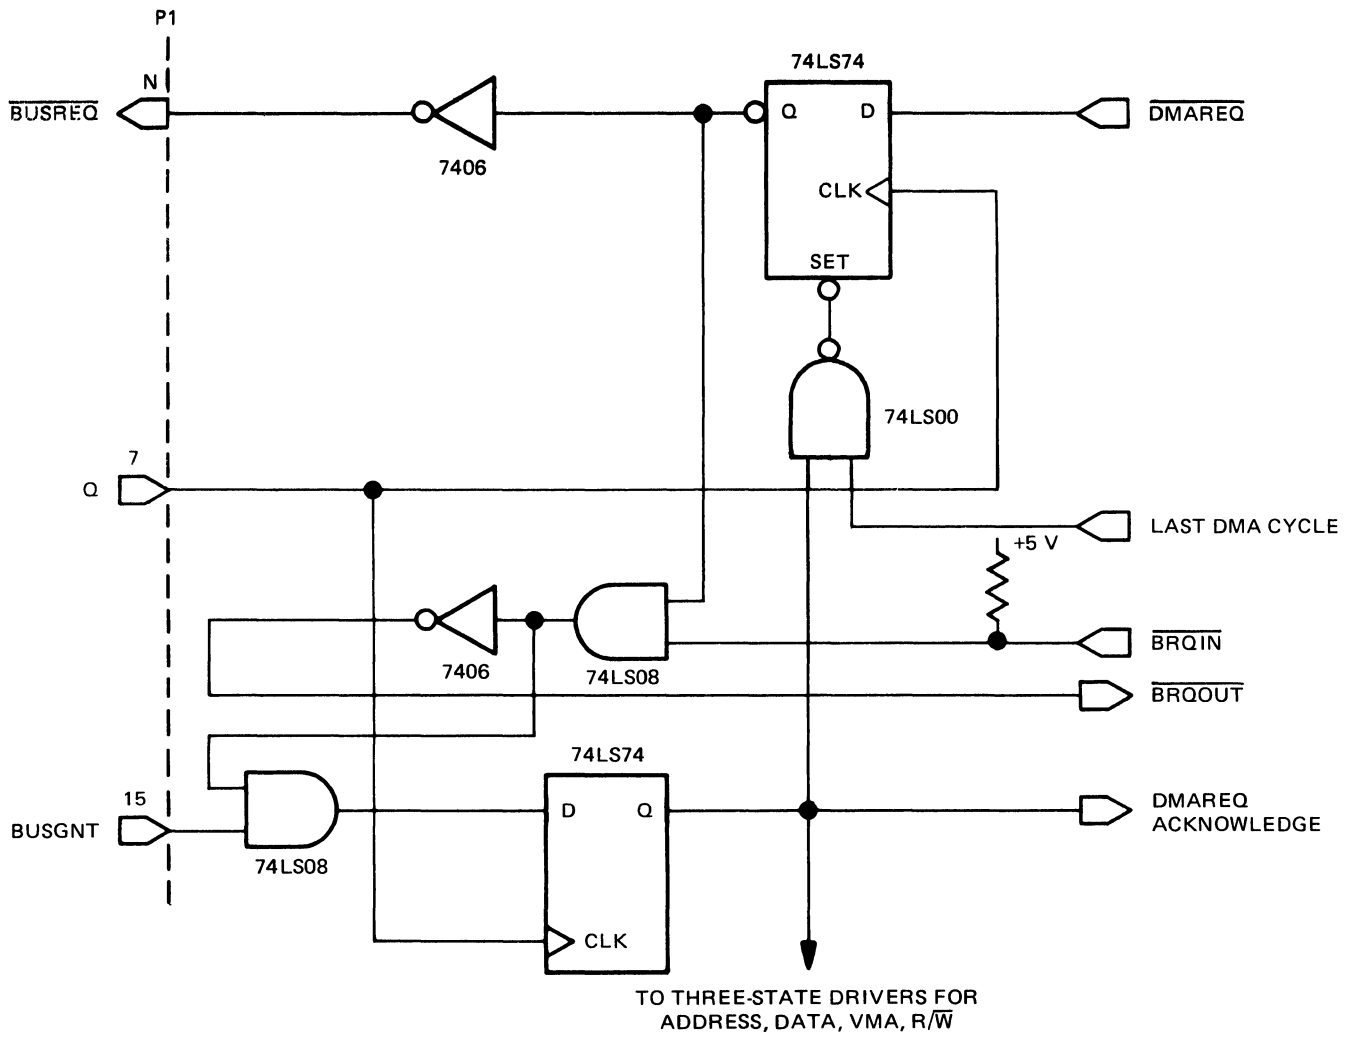 P1
N
74LS74
BUSREQ
Q
D
DMAREQ
7406
CLK
SET
74LS00
7
Q
LAST DMA CYCLE
+5 V
BRQIN
7406
74LS08
BRQOUT
74LS74
15
BUSGNT
D
Q
DMAREQ
ACKNOWLEDGE
74LS08
CLK
TO THREE-STATE DRIVERS FOR
ADDRESS, DATA, VMA, R/W̅